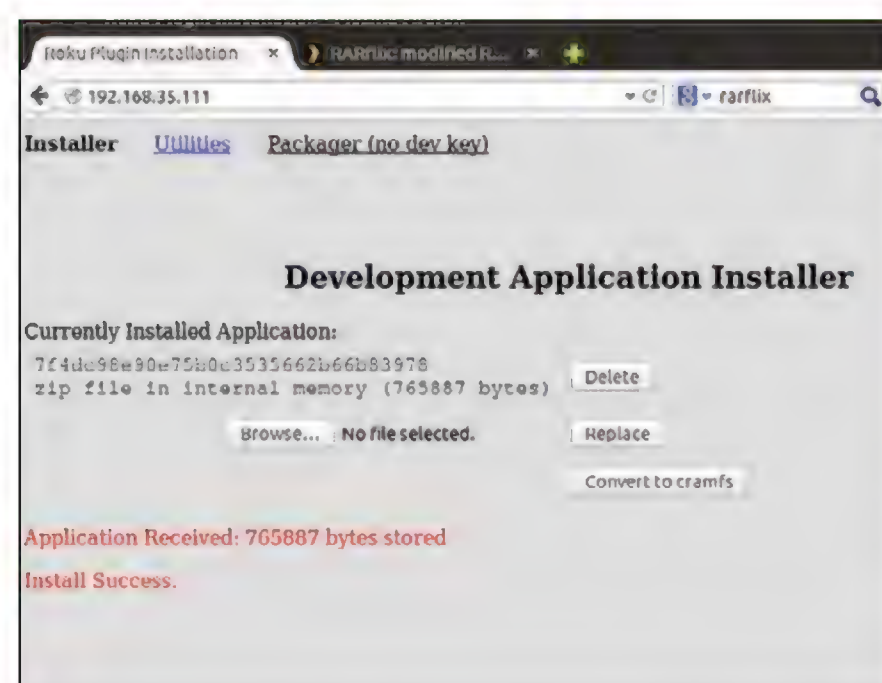 Roku Plugin Installation
RARflix: modified R...
192.168.35.111
rarflix
Installer Utilities Packager (no dev key)
Development Application Installer
Currently Installed Application:
zip file in internal memory (765887 bytes)
Delete
Browse... No file selected.
Replace
Convert to cramfs
Application Received: 765887 bytes stored
Install Success.